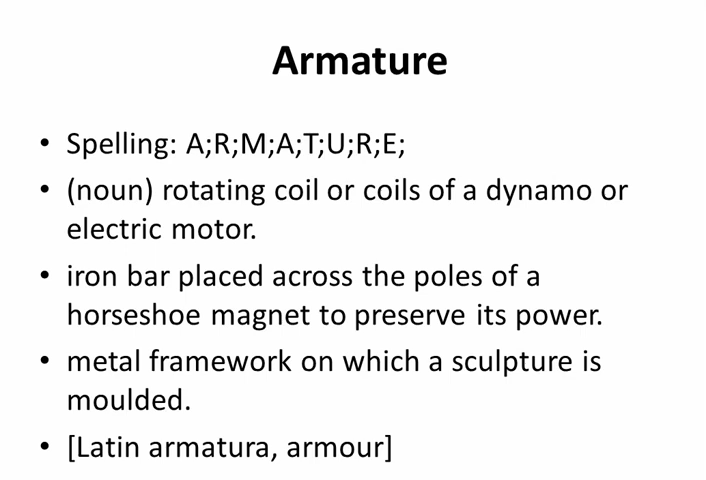 Armature
• Spelling: A;R;M;A;T;U;R;E;
• (noun) rotating coil or coils of a dynamo or
electric motor.
• iron bar placed across the poles of a
horseshoe magnet to preserve its power.
• metal framework on which a sculpture is
moulded.
• [Latin armatura, armour]